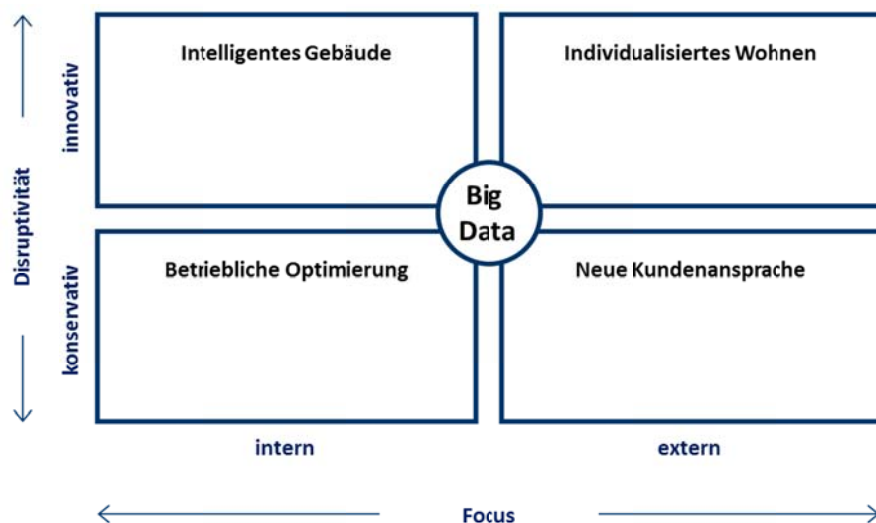 Intelligentes Gebäude
Individualisiertes Wohnen
innovativ
Disruptivität
Big
Data
Betriebliche Optimierung
Neue Kundenansprache
konservativ
intern
extern
Focus